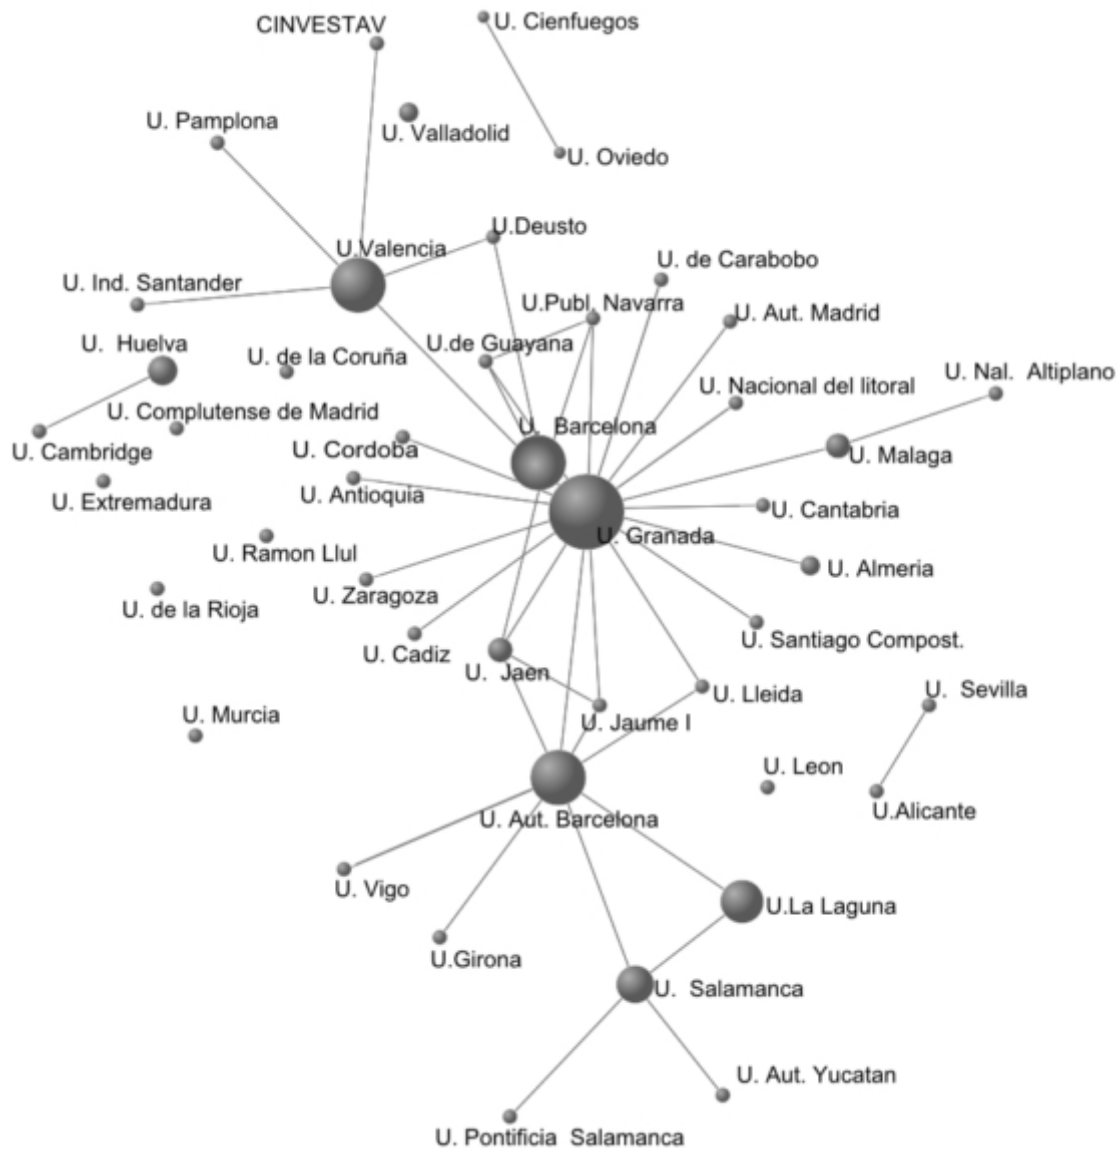 CINVESTAV
U. Cienfuegos
U. Pamplona
U. Valladolid
U. Oviedo
U.Deusto
U.Valencia
U. de Carabobo
U. Ind. Santander
U.Publ. Navarra
U. Aut. Madrid
U. Huelva
U. de la Coruña
U.de Guayana
U. Nacional del litoral
U. Nal. Altiplano
U. Complutense de Madrid
U. Barcelona
U. Cambridge
U. Cordoba
U. Malaga
U. Extremadura
U. Antioquia
U. Cantabria
U. Granada
U. Ramon Llul
U. Almeria
U. de la Rioja
U. Zaragoza
U. Santiago Compost.
U. Cadiz
U. Jaen
U. Lleida
U. Sevilla
U. Murcia
U. Jaume I
U. Leon
U.Alicante
U. Aut. Barcelona
U. Vigo
U.La Laguna
U.Girona
U. Salamanca
U. Aut. Yucatan
U. Pontificia Salamanca